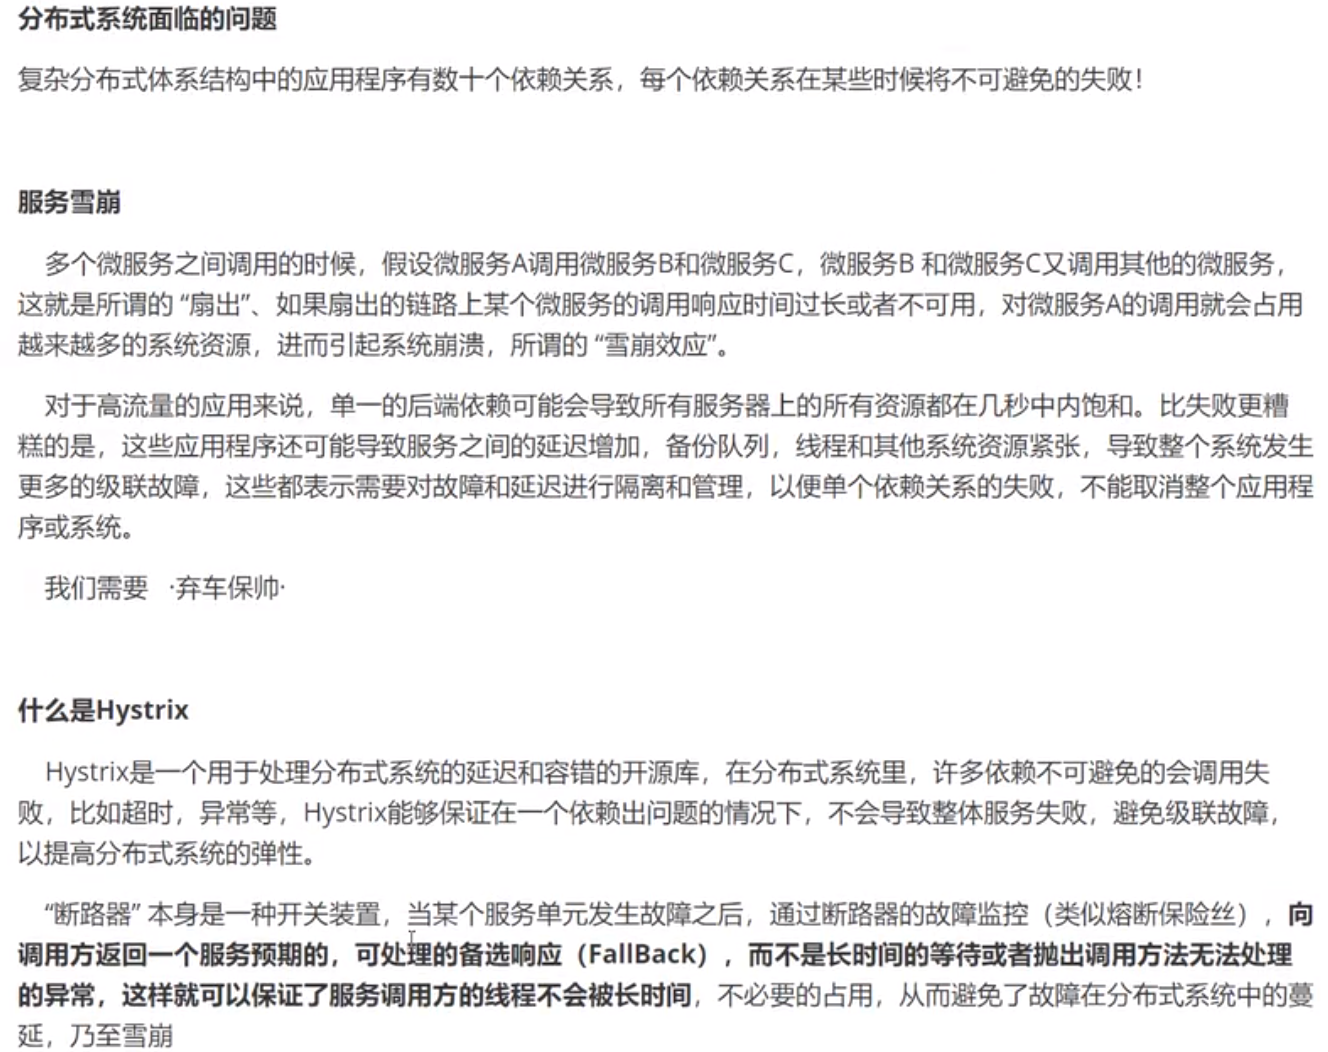 分布式系统面临的问题
复杂分布式体系结构中的应用程序有数十个依赖关系，每个依赖关系在某些时候将不可避免的失败！
服务雪崩
多个微服务之间调用的时候，假设微服务A调用微服务B和微服务C，微服务B 和微服务C又调用其他的微服务，
这就是所谓的 “扇出”、如果扇出的链路上某个微服务的调用响应时间过长或者不可用，对微服务A的调用就会占用
越来越多的系统资源，进而引起系统崩溃，所谓的 “雪崩效应”。
对于高流量的应用来说，单一的后端依赖可能会导致所有服务器上的所有资源都在几秒中内饱和。比失败更糟
糕的是，这些应用程序还可能导致服务之间的延迟增加，备份队列，线程和其他系统资源紧张，导致整个系统发生
更多的级联故障，这些都表示需要对故障和延迟进行隔离和管理，以便单个依赖关系的失败，不能取消整个应用程
序或系统。
我们需要 ·弃车保帅·
什么是Hystrix
Hystrix是一个用于处理分布式系统的延迟和容错的开源库，在分布式系统里，许多依赖不可避免的会调用失
败，比如超时，异常等，Hystrix能够保证在一个依赖出问题的情况下，不会导致整体服务失败，避免级联故障，
以提高分布式系统的弹性。
“断路器” 本身是一种开关装置，当某个服务单元发生故障之后，通过断路器的故障监控（类似熔断保险丝），向
调用方返回一个服务预期的，可处理的备选响应（FallBack），而不是长时间的等待或者抛出调用方法无法处理
的异常，这样就可以保证了服务调用方的线程不会被长时间，不必要的占用，从而避免了故障在分布式系统中的蔓
延，乃至雪崩